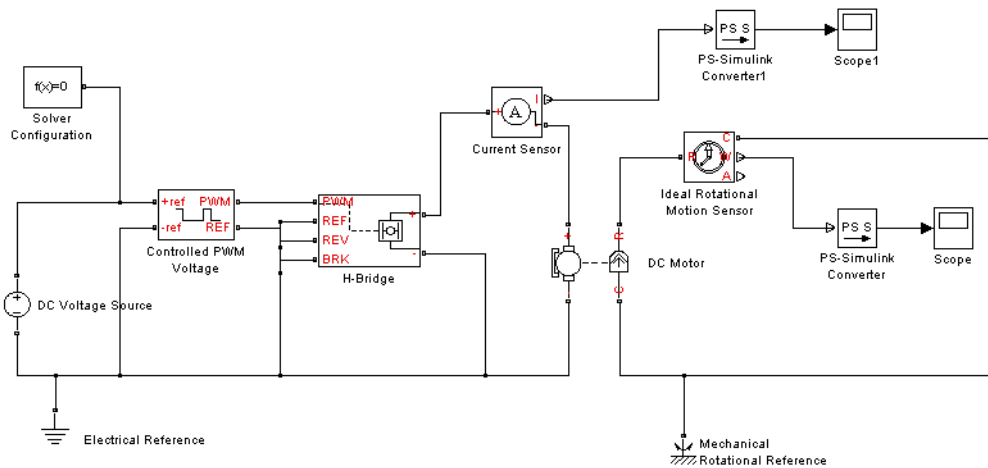 PS S
PS-Simulink
Converter1
Scope1
f(x)=0
Solver
Configuration
+
I
A
-
Current Sensor
C
R
W
A
Ideal Rotational
Motion Sensor
+ref
PWM
-ref
REF
Controlled PWM
Voltage
PWM
REF
REV
BRK
+
-
H-Bridge
PS S
PS-Simulink
Converter
Scope
+
-
R
C
DC Motor
+
-
DC Voltage Source
Electrical Reference
Mechanical
Rotational Reference